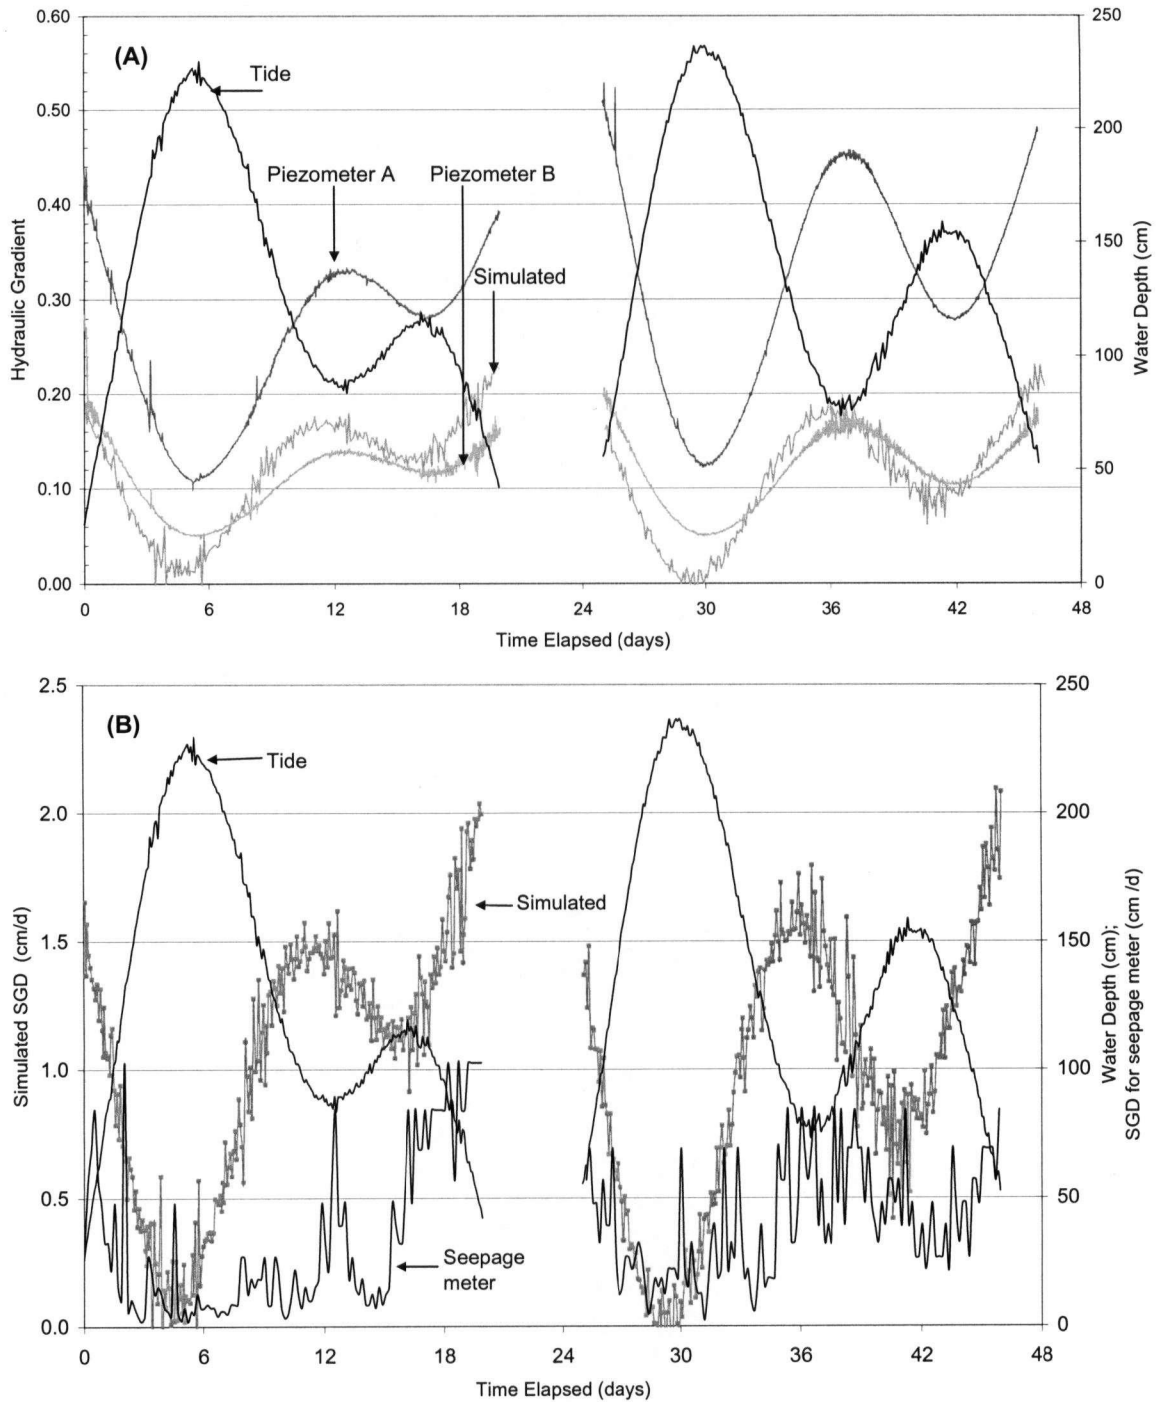 (A)
Tide
Piezometer A
Piezometer B
Simulated
0.60
0.50
0.40
0.30
0.20
0.10
0.00
Hydraulic Gradient
250
200
150
100
50
0
Water Depth (cm)
0 6 12 18 24 30 36 42 48
Time Elapsed (days)
(B)
Tide
Simulated
Seepage
meter
2.5
2.0
1.5
1.0
0.5
0.0
Simulated SGD (cm/d)
250
200
150
100
50
0
Water Depth (cm);
SGD for seepage meter (cm /d)
0 6 12 18 24 30 36 42 48
Time Elapsed (days)